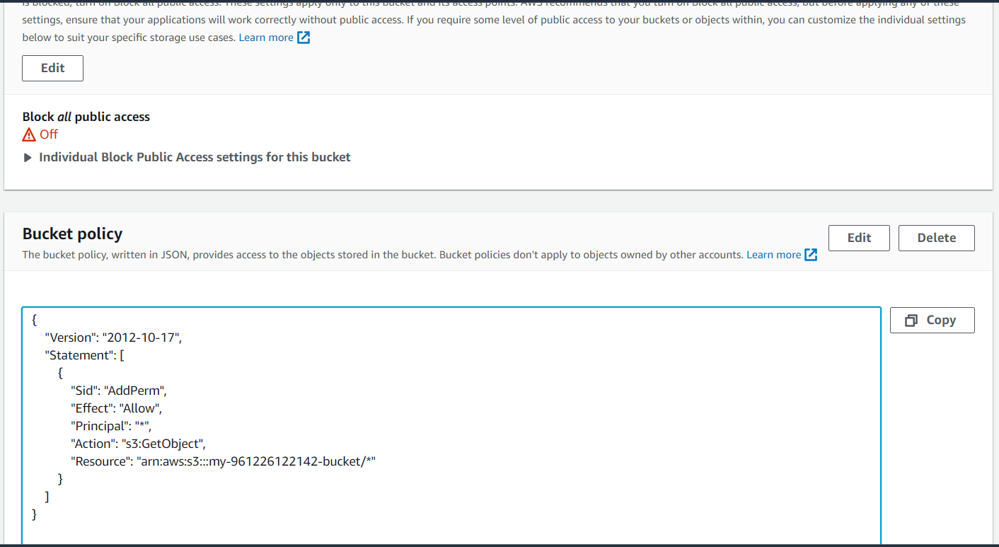 is blocked, turn on Block all public access. These settings apply only to this bucket and its access points. AWS recommends that you turn on Block all public access, but before applying any of these
settings, ensure that your applications will work correctly without public access. If you require some level of public access to your buckets or objects within, you can customize the individual settings
below to suit your specific storage use cases. Learn more
Edit
Block all public access
Off
Individual Block Public Access settings for this bucket
Bucket policy
Edit
Delete
The bucket policy, written in JSON, provides access to the objects stored in the bucket. Bucket policies don't apply to objects owned by other accounts. Learn more
Copy
{
"Version": "2012-10-17",
"Statement": [
{
"Sid": "AddPerm",
"Effect": "Allow",
"Principal": "*",
"Action": "s3:GetObject",
"Resource": "arn:aws:s3:::my-961226122142-bucket/*"
}
]
}